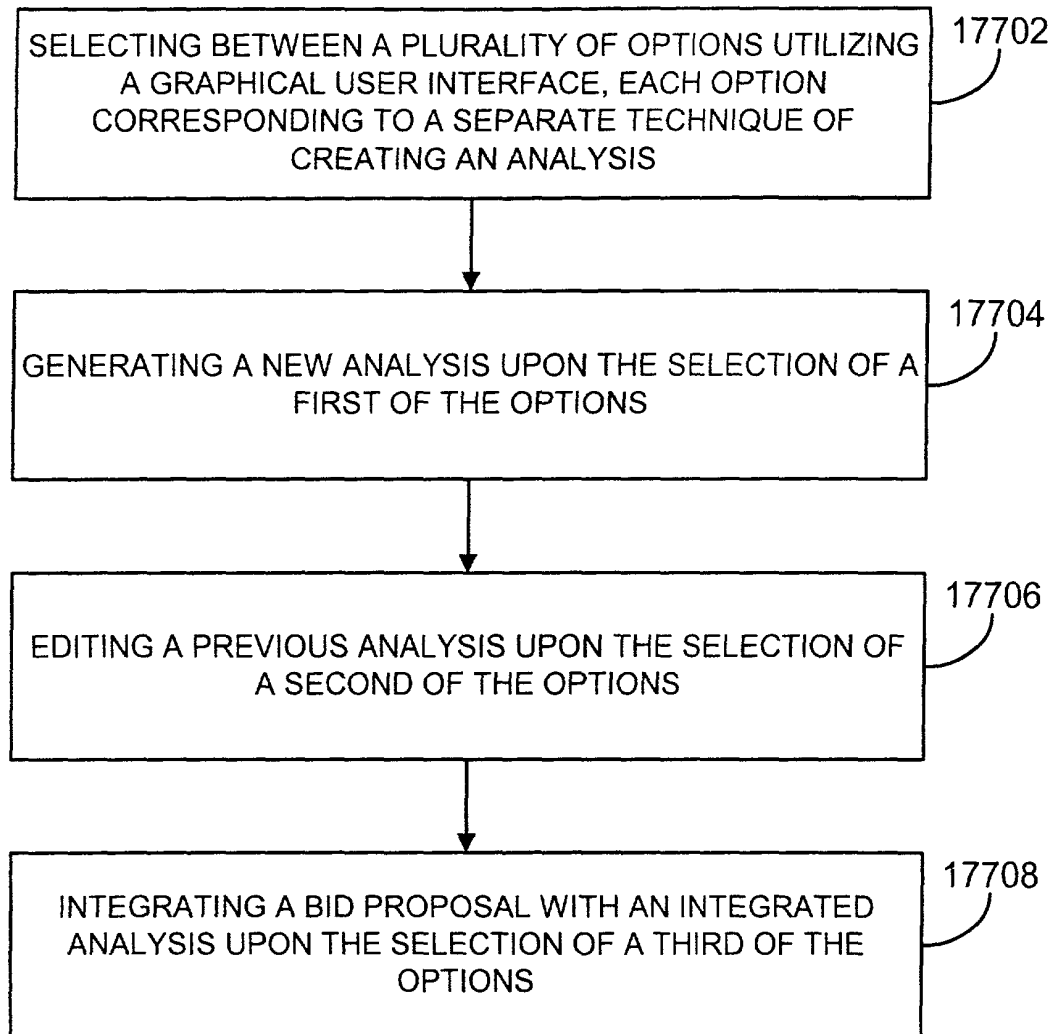 SELECTING BETWEEN A PLURALITY OF OPTIONS UTILIZING
A GRAPHICAL USER INTERFACE, EACH OPTION
CORRESPONDING TO A SEPARATE TECHNIQUE OF
CREATING AN ANALYSIS
17702
GENERATING A NEW ANALYSIS UPON THE SELECTION OF A
FIRST OF THE OPTIONS
17704
EDITING A PREVIOUS ANALYSIS UPON THE SELECTION OF
A SECOND OF THE OPTIONS
17706
INTEGRATING A BID PROPOSAL WITH AN INTEGRATED
ANALYSIS UPON THE SELECTION OF A THIRD OF THE
OPTIONS
17708